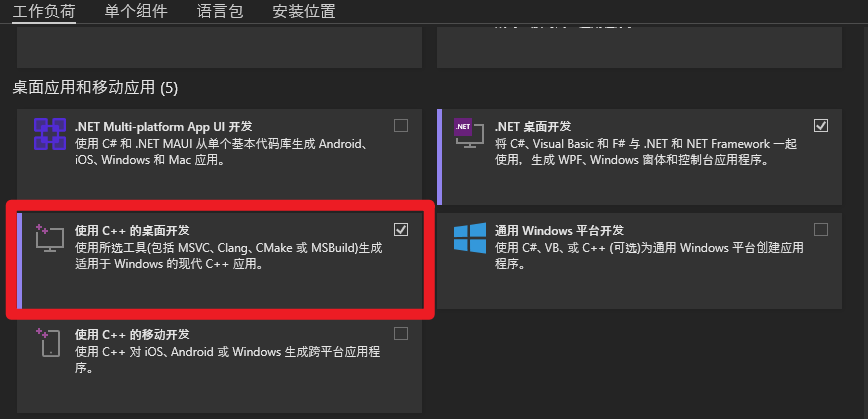 工作负荷 单个组件 语言包 安装位置
桌面应用和移动应用 (5)
.NET Multi-platform App UI 开发
使用 C# 和 .NET MAUI 从单个基本代码库生成 Android、
iOS、Windows 和 Mac 应用。
.NET
.NET 桌面开发
将 C#、Visual Basic 和 F# 与 .NET 和 NET Framework 一起
使用，生成 WPF、Windows 窗体和控制台应用程序。
使用 C++ 的桌面开发
使用所选工具(包括 MSVC、Clang、CMake 或 MSBuild)生成
适用于 Windows 的现代 C++ 应用。
通用 Windows 平台开发
使用 C#、VB、或 C++ (可选)为通用 Windows 平台创建应用
程序。
使用 C++ 的移动开发
使用 C++ 对 iOS、Android 或 Windows 生成跨平台应用程
序。